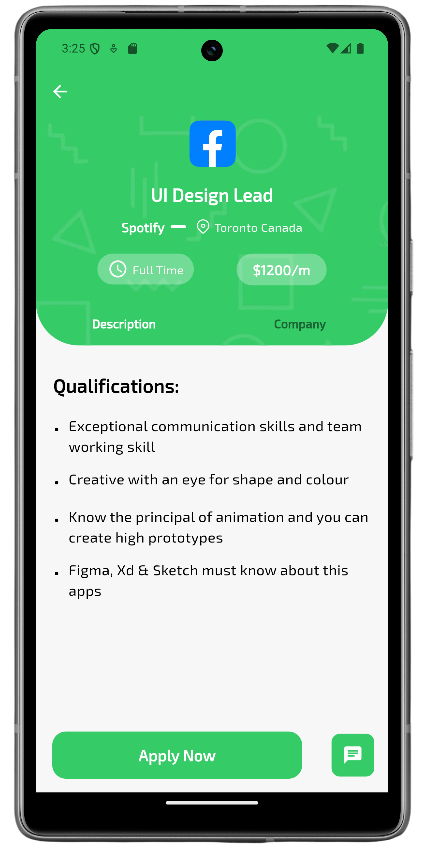 3:25
UI Design Lead
Spotify — Toronto Canada
Full Time $1200/m
Description Company
Qualifications:
. Exceptional communication skills and team
working skill
. Creative with an eye for shape and colour
. Know the principal of animation and you can
create high prototypes
. Figma, Xd & Sketch must know about this
apps
Apply Now